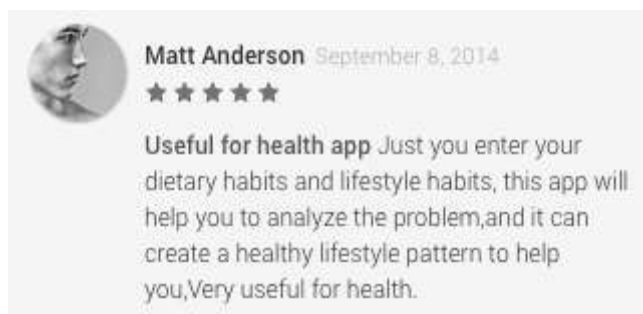 Matt Anderson September 8, 2014
Useful for health app Just you enter your
dietary habits and lifestyle habits, this app will
help you to analyze the problem,and it can
create a healthy lifestyle pattern to help
you,Very useful for health.